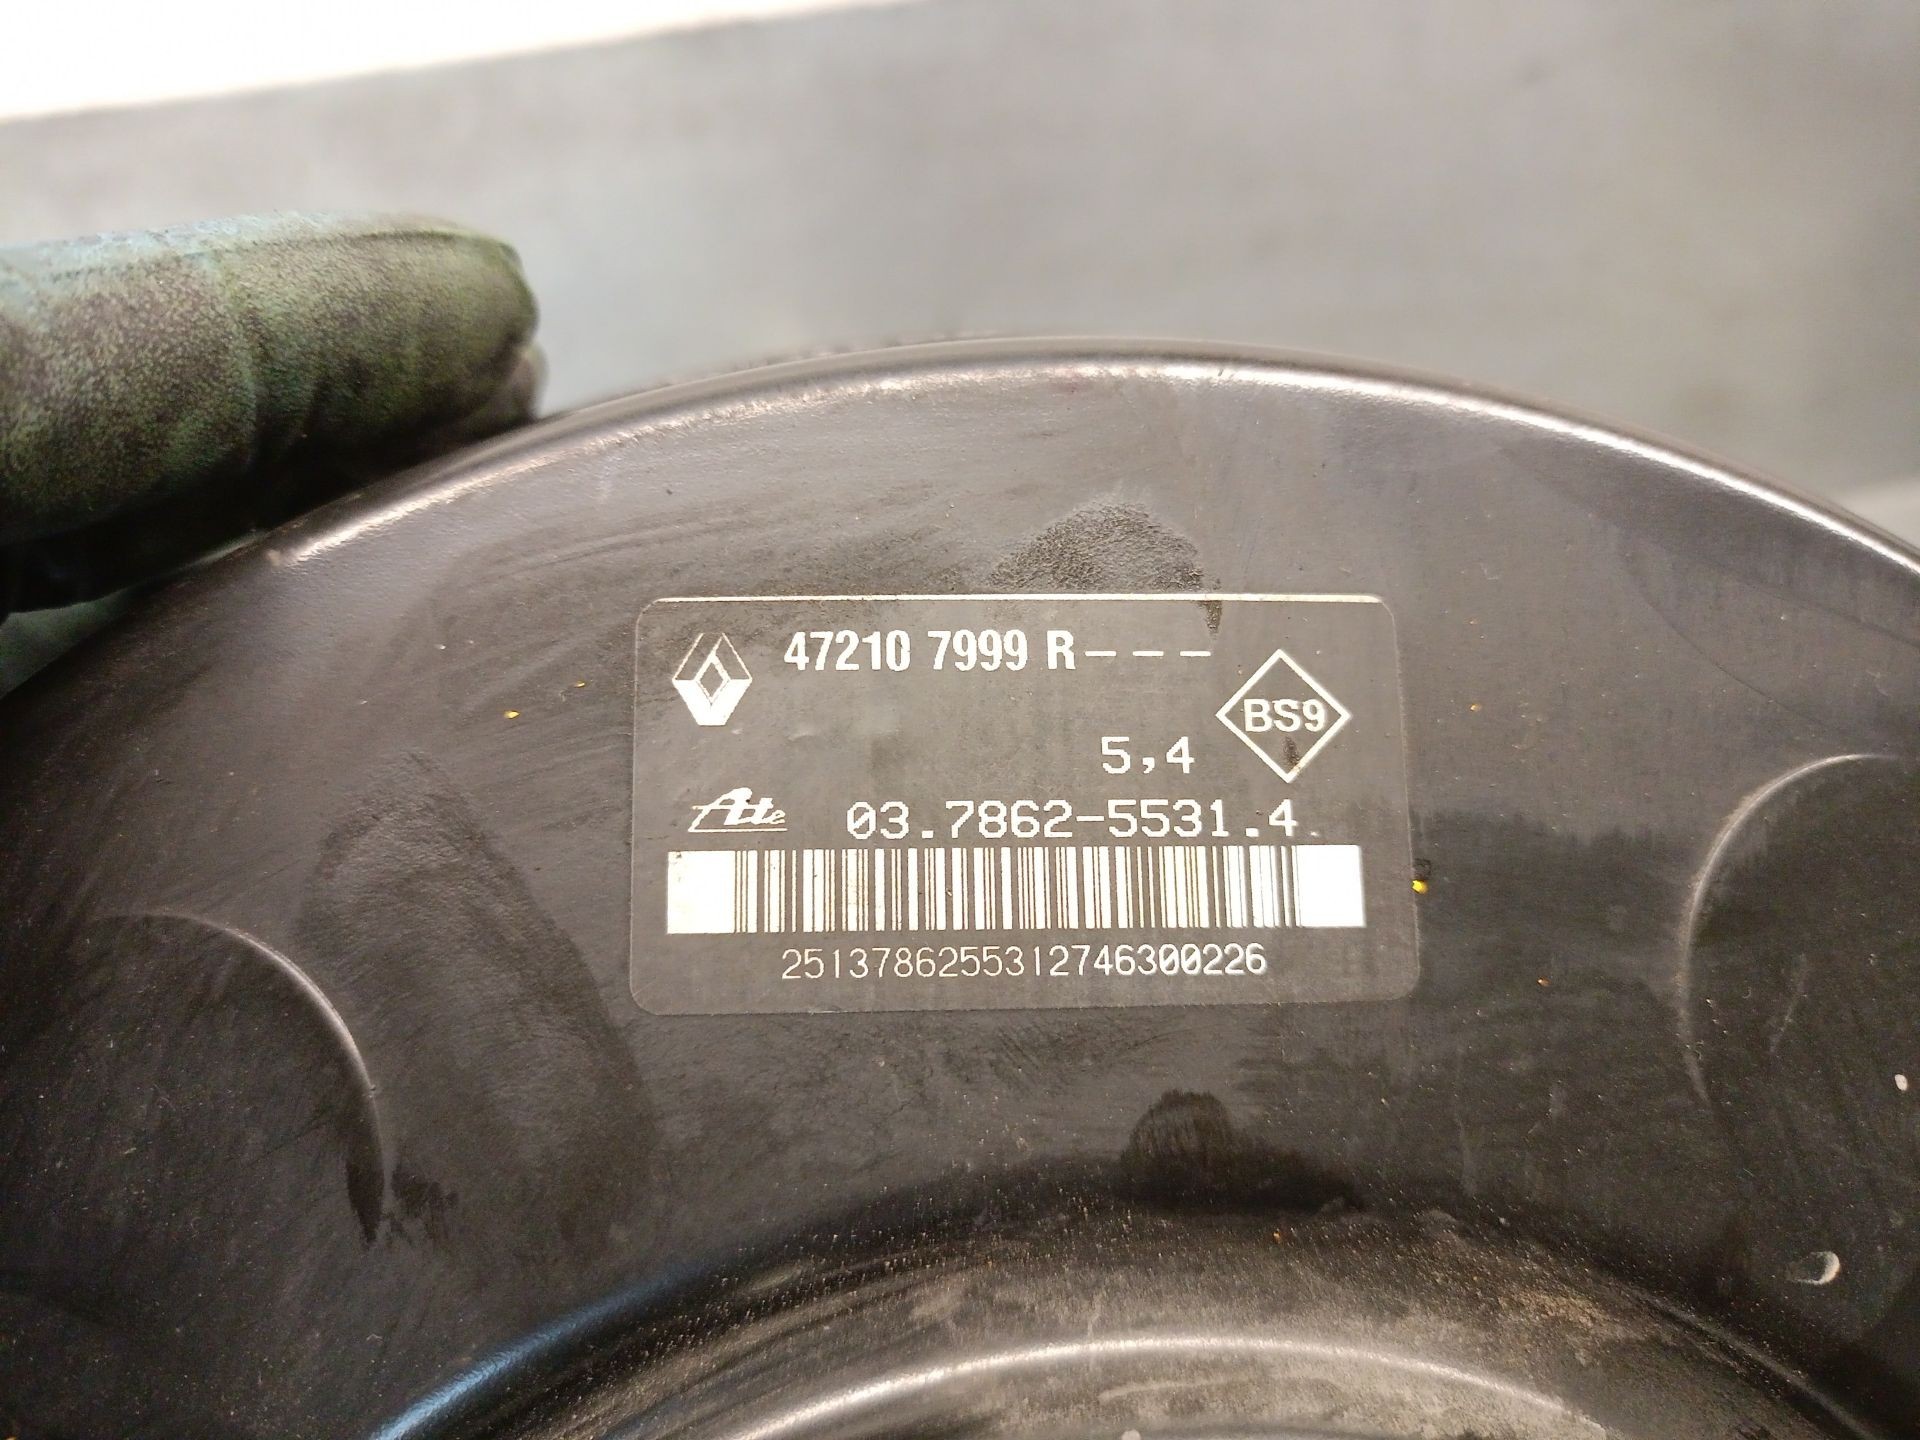 47210 7999 R---
BS9
5,4
Ate 03.7862-5531.4
2513786255312746300226